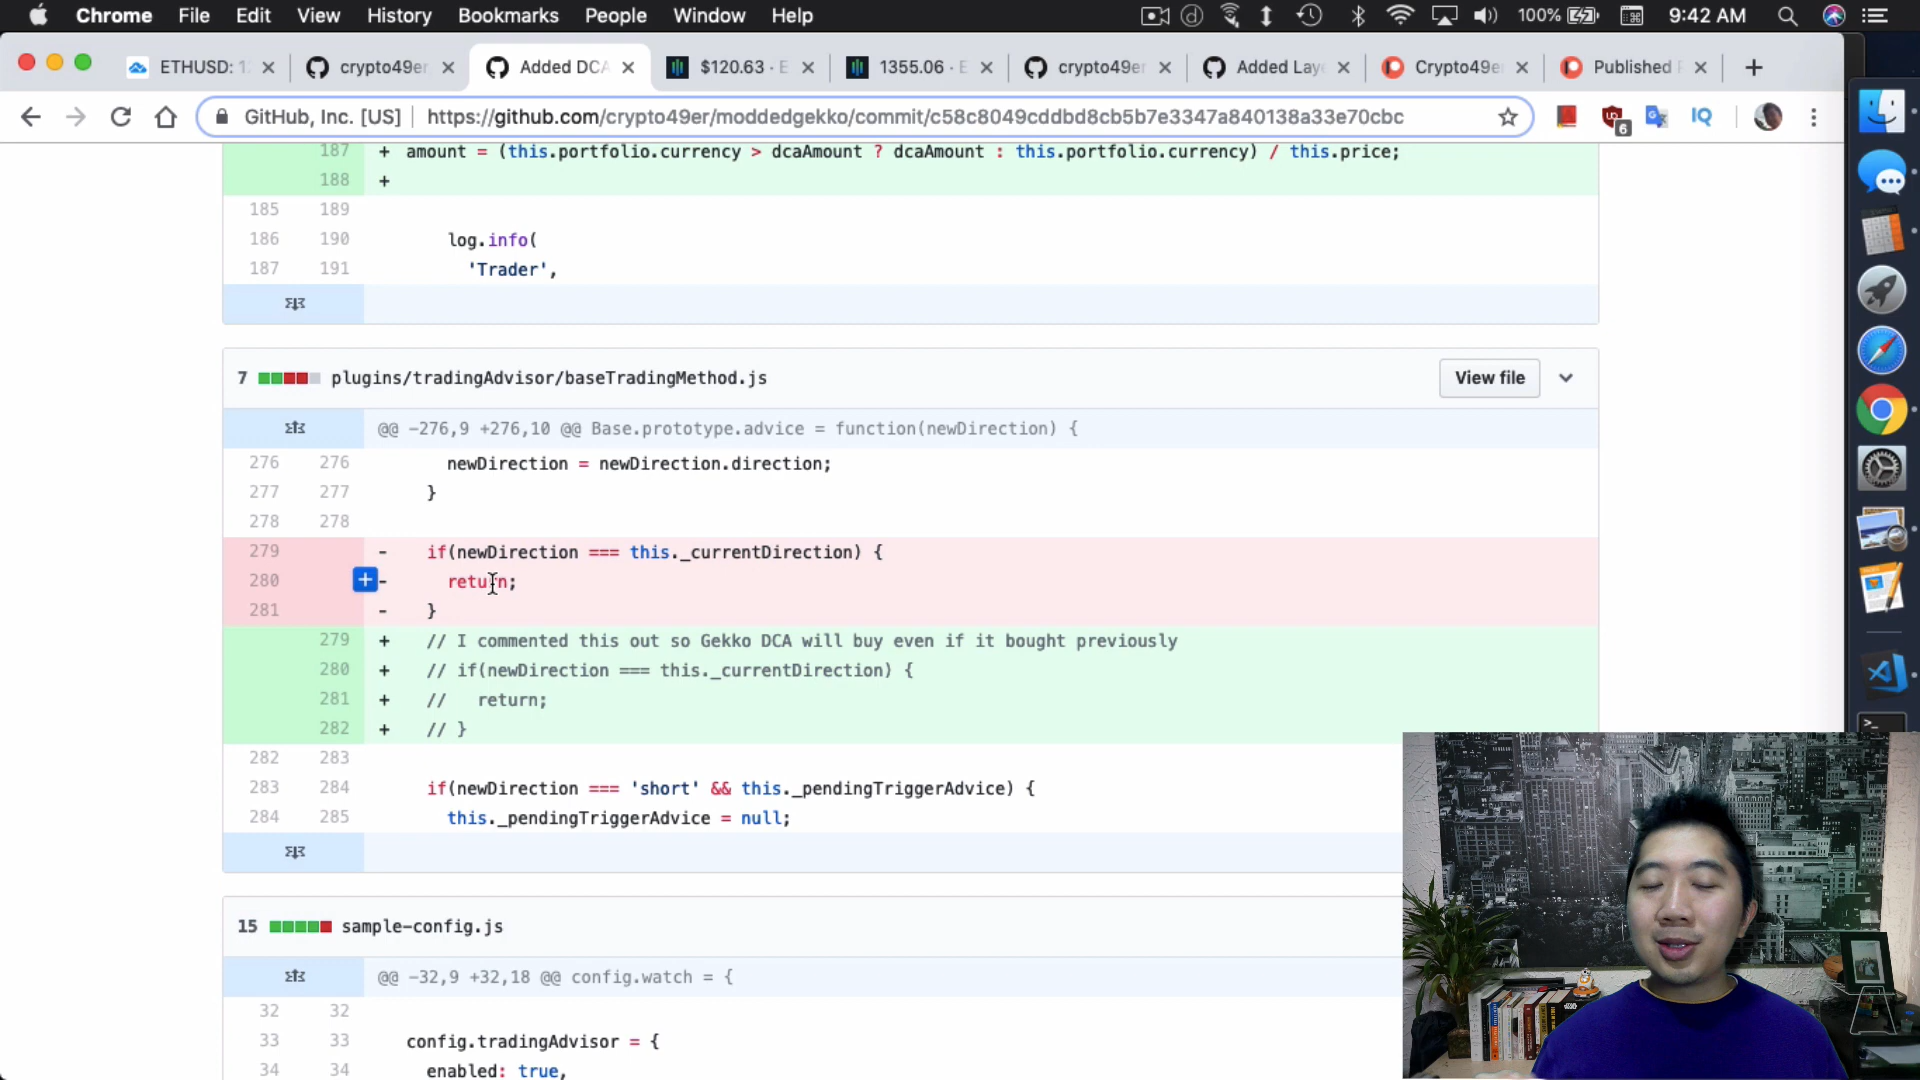 Chrome File Edit View History Bookmarks People Window Help 100% 9:42 AM
ETHUSD: 1. crypto49er Added DCA $120.63 · E 1355.06 · E crypto49er Added Lay Crypto49e Published
GitHub, Inc. [US] https://github.com/crypto49er/moddedgekko/commit/c58c8049cddbd8cb5b7e3347a840138a33e70cbc 6 IQ
187 + amount = (this.portfolio.currency > dcaAmount ? dcaAmount : this.portfolio.currency) / this.price;
188 +
185 189
186 190 log.info(
187 191 'Trader',
7 plugins/tradingAdvisor/baseTradingMethod.js View file
@@ -276,9 +276,10 @@ Base.prototype.advice = function(newDirection) {
276 276 newDirection = newDirection.direction;
277 277 }
278 278
279 - if(newDirection === this._currentDirection) {
280 - return;
281 - }
279 + // I commented this out so Gekko DCA will buy even if it bought previously
280 + // if(newDirection === this._currentDirection) {
281 + // return;
282 + // }
282 283
283 284 if(newDirection === 'short' && this._pendingTriggerAdvice) {
284 285 this._pendingTriggerAdvice = null;
15 sample-config.js
@@ -32,9 +32,18 @@ config.watch = {
32 32
33 33 config.tradingAdvisor = {
34 34 enabled: true,